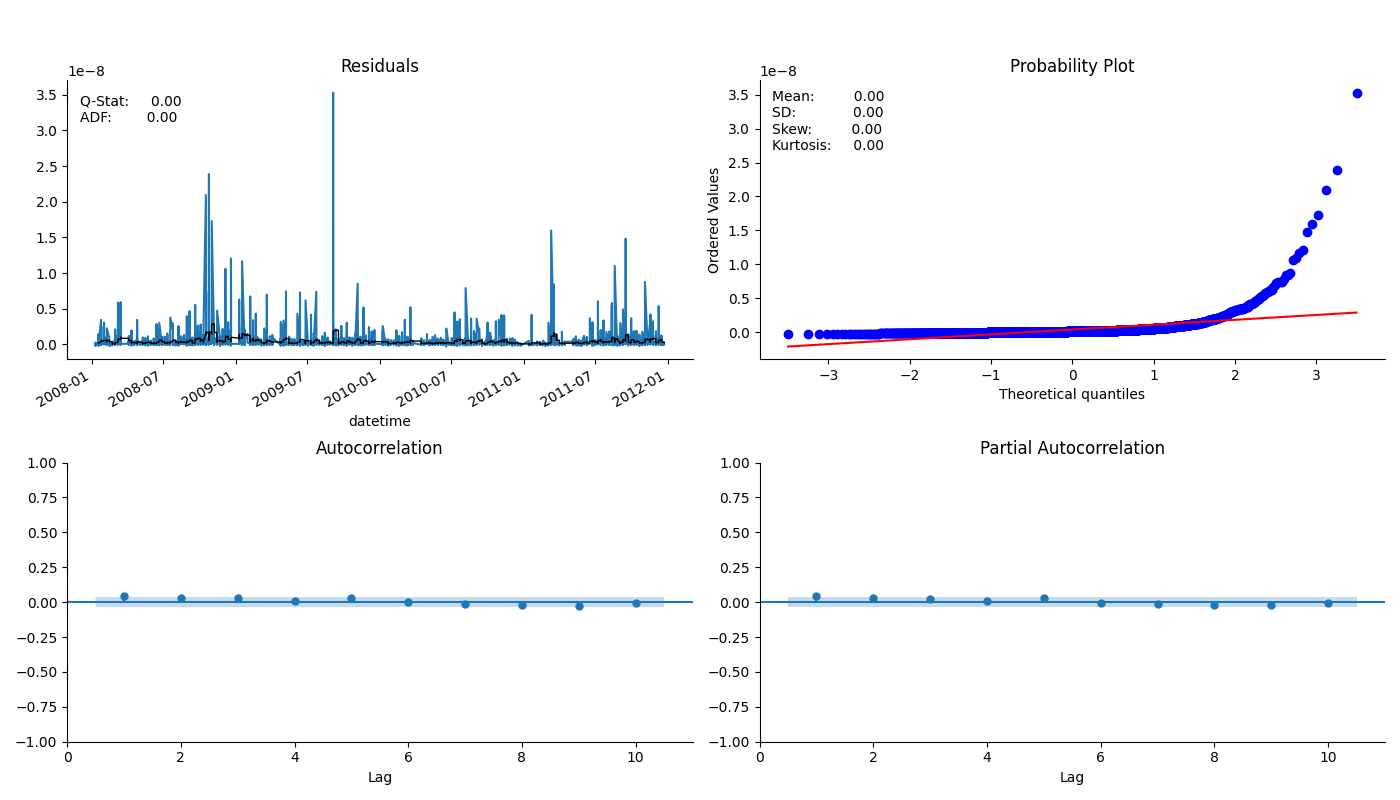 Residuals
1e−8
Q-Stat: 0.00
ADF: 0.00
3.5
3.0
2.5
2.0
1.5
1.0
0.5
0.0
2008-01
2008-07
2009-01
2009-07
2010-01
2010-07
2011-01
2011-07
2012-01
datetime
Probability Plot
1e−8
Mean: 0.00
SD: 0.00
Skew: 0.00
Kurtosis: 0.00
Ordered Values
3.5
3.0
2.5
2.0
1.5
1.0
0.5
0.0
−3 −2 −1 0 1 2 3
Theoretical quantiles
Autocorrelation
1.00
0.75
0.50
0.25
0.00
−0.25
−0.50
−0.75
−1.00
0 2 4 6 8 10
Lag
Partial Autocorrelation
1.00
0.75
0.50
0.25
0.00
−0.25
−0.50
−0.75
−1.00
0 2 4 6 8 10
Lag